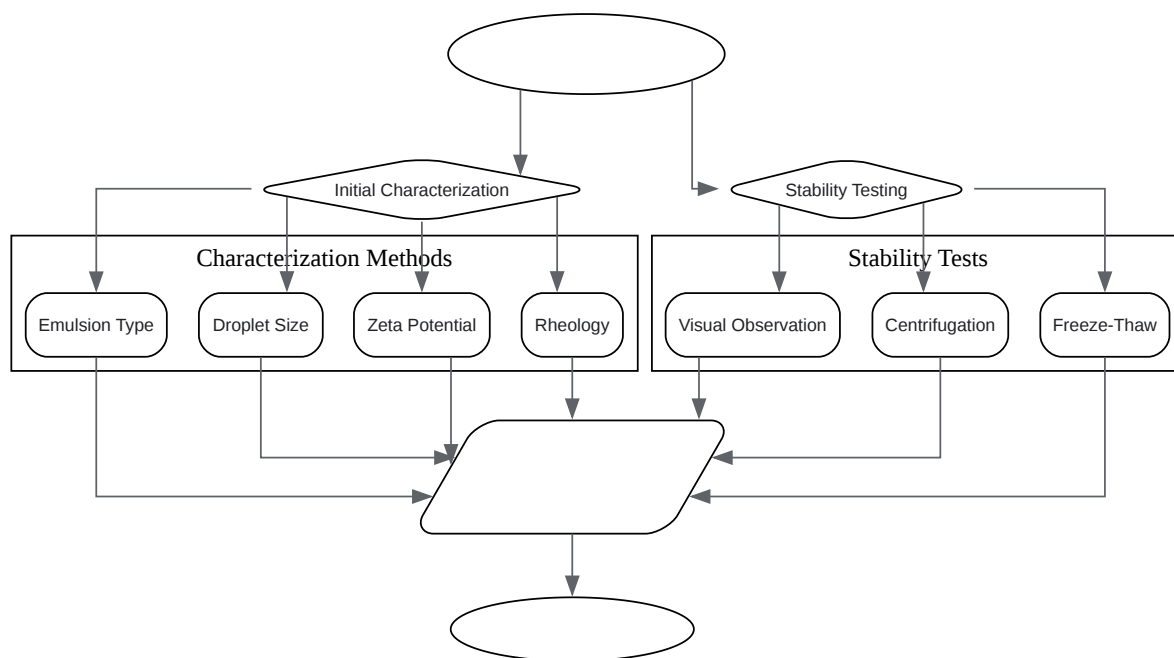 Initial Characterization
Stability Testing
Characterization Methods
Stability Tests
Emulsion Type
Droplet Size
Zeta Potential
Rheology
Visual Observation
Centrifugation
Freeze-Thaw